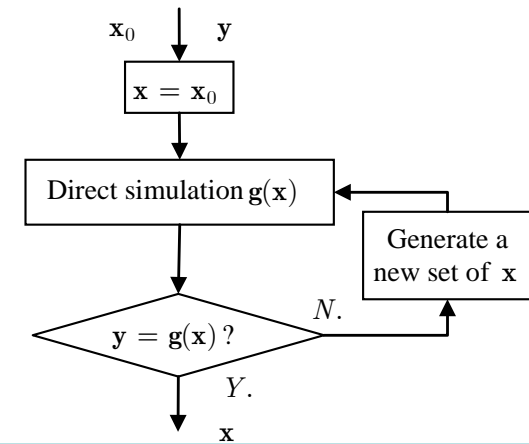 x₀ y
x = x₀
Direct simulation g(x)
Generate a
new set of x
N.
y = g(x) ?
Y.
x